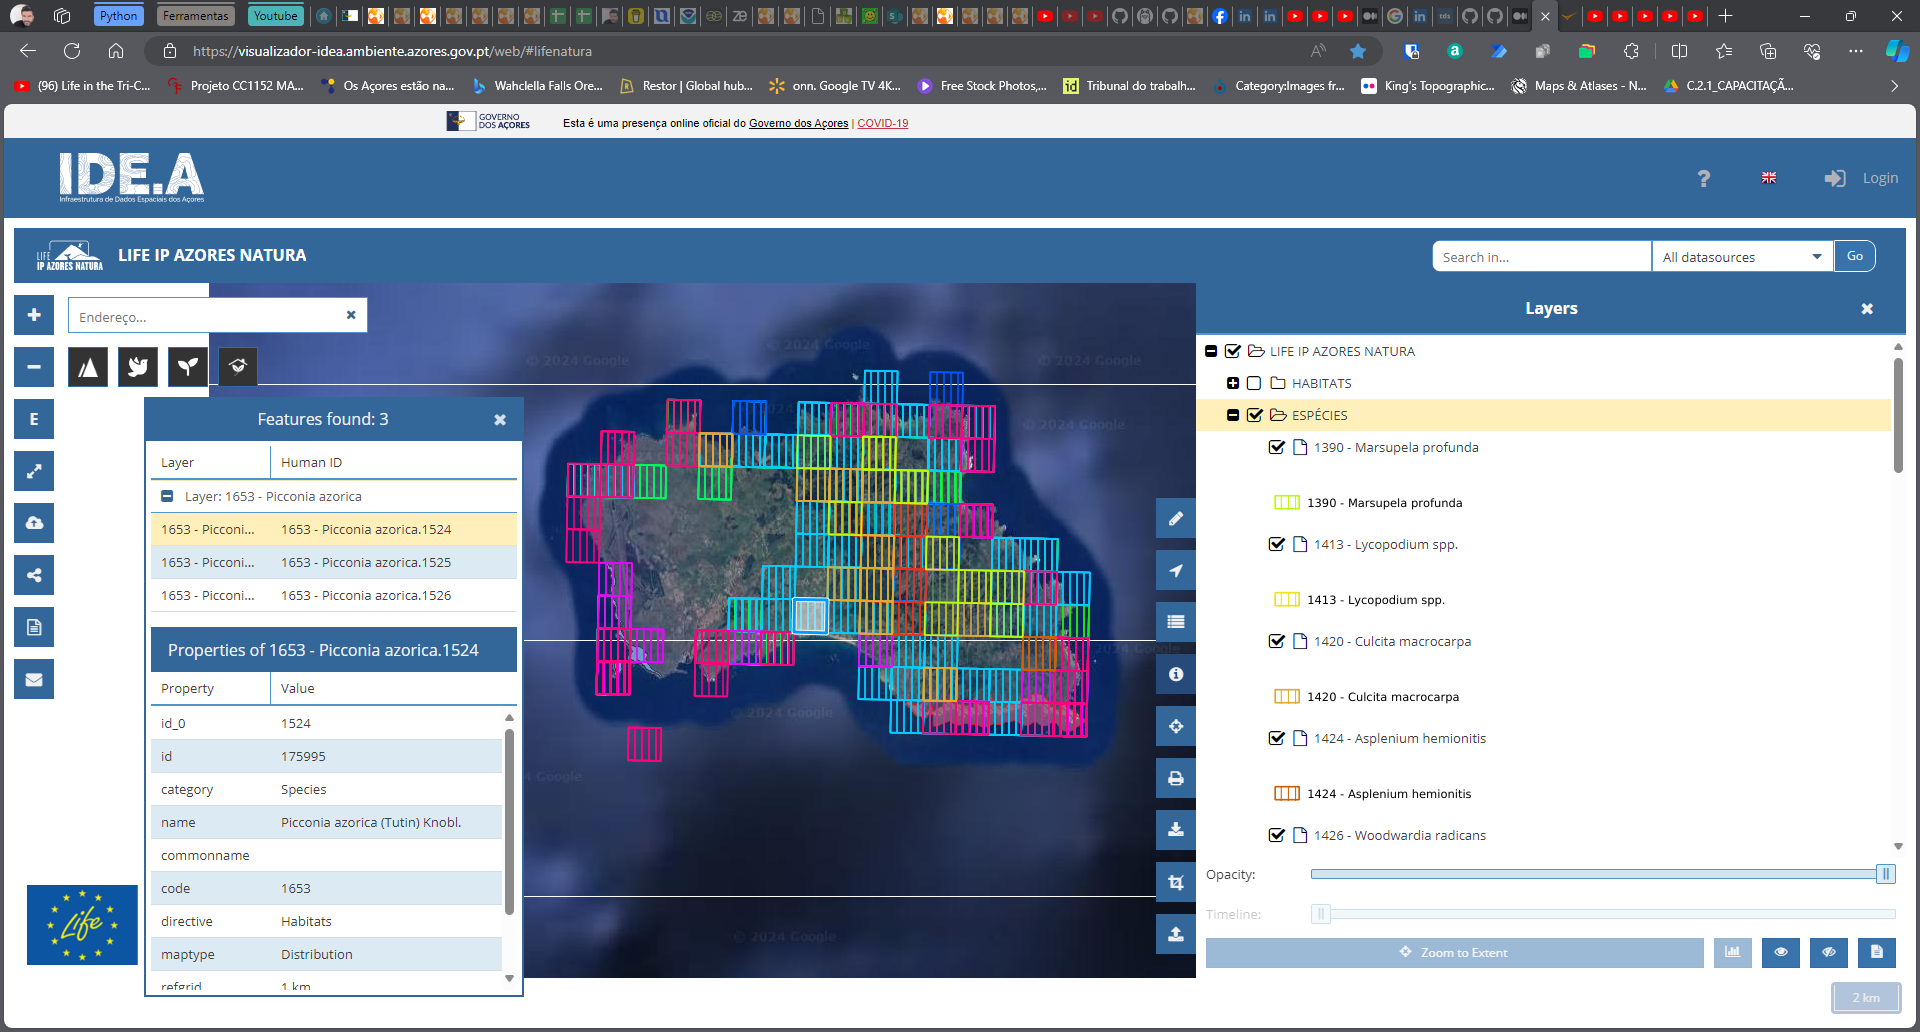 Python
Ferramentas
Youtube
https://visualizador-idea.ambiente.azores.gov.pt/web/#lifenatura
(96) Life in the Tri-C...
Projeto CC1152 MA...
Os Açores estão na...
Wahclella Falls Ore...
Restor | Global hub...
onn. Google TV 4K...
Free Stock Photos,...
Tribunal do trabalh...
Category:Images fr...
King's Topographic...
Maps & Atlases - N...
C.2.1_CAPACITAÇÃ...
GOVERNO DOS AÇORES
Esta é uma presença online oficial do Governo dos Açores | COVID-19
IDE.A
Infraestrutura de Dados Espaciais dos Açores
? Login
LIFE IP AZORES NATURA
LIFE IP AZORES NATURA
Search in...
All datasources
Go
Endereço...
E
Features found: 3
Layer Human ID
Layer: 1653 - Picconia azorica
1653 - Picconi... 1653 - Picconia azorica.1524
1653 - Picconi... 1653 - Picconia azorica.1525
1653 - Picconi... 1653 - Picconia azorica.1526
Properties of 1653 - Picconia azorica.1524
Property Value
id_0 1524
id 175995
category Species
name Picconia azorica (Tutin) Knobl.
commonname
code 1653
directive Habitats
maptype Distribution
refgrid 1 km
Life
© 2024 Google
© 2024 Google
© 2024 Google
© 2024 Google
© 2024 Google
© 2024 Google
Layers
LIFE IP AZORES NATURA
HABITATS
ESPÉCIES
1390 - Marsupela profunda
1390 - Marsupela profunda
1413 - Lycopodium spp.
1413 - Lycopodium spp.
1420 - Culcita macrocarpa
1420 - Culcita macrocarpa
1424 - Asplenium hemionitis
1424 - Asplenium hemionitis
1426 - Woodwardia radicans
Opacity:
Timeline:
Zoom to Extent
2 km